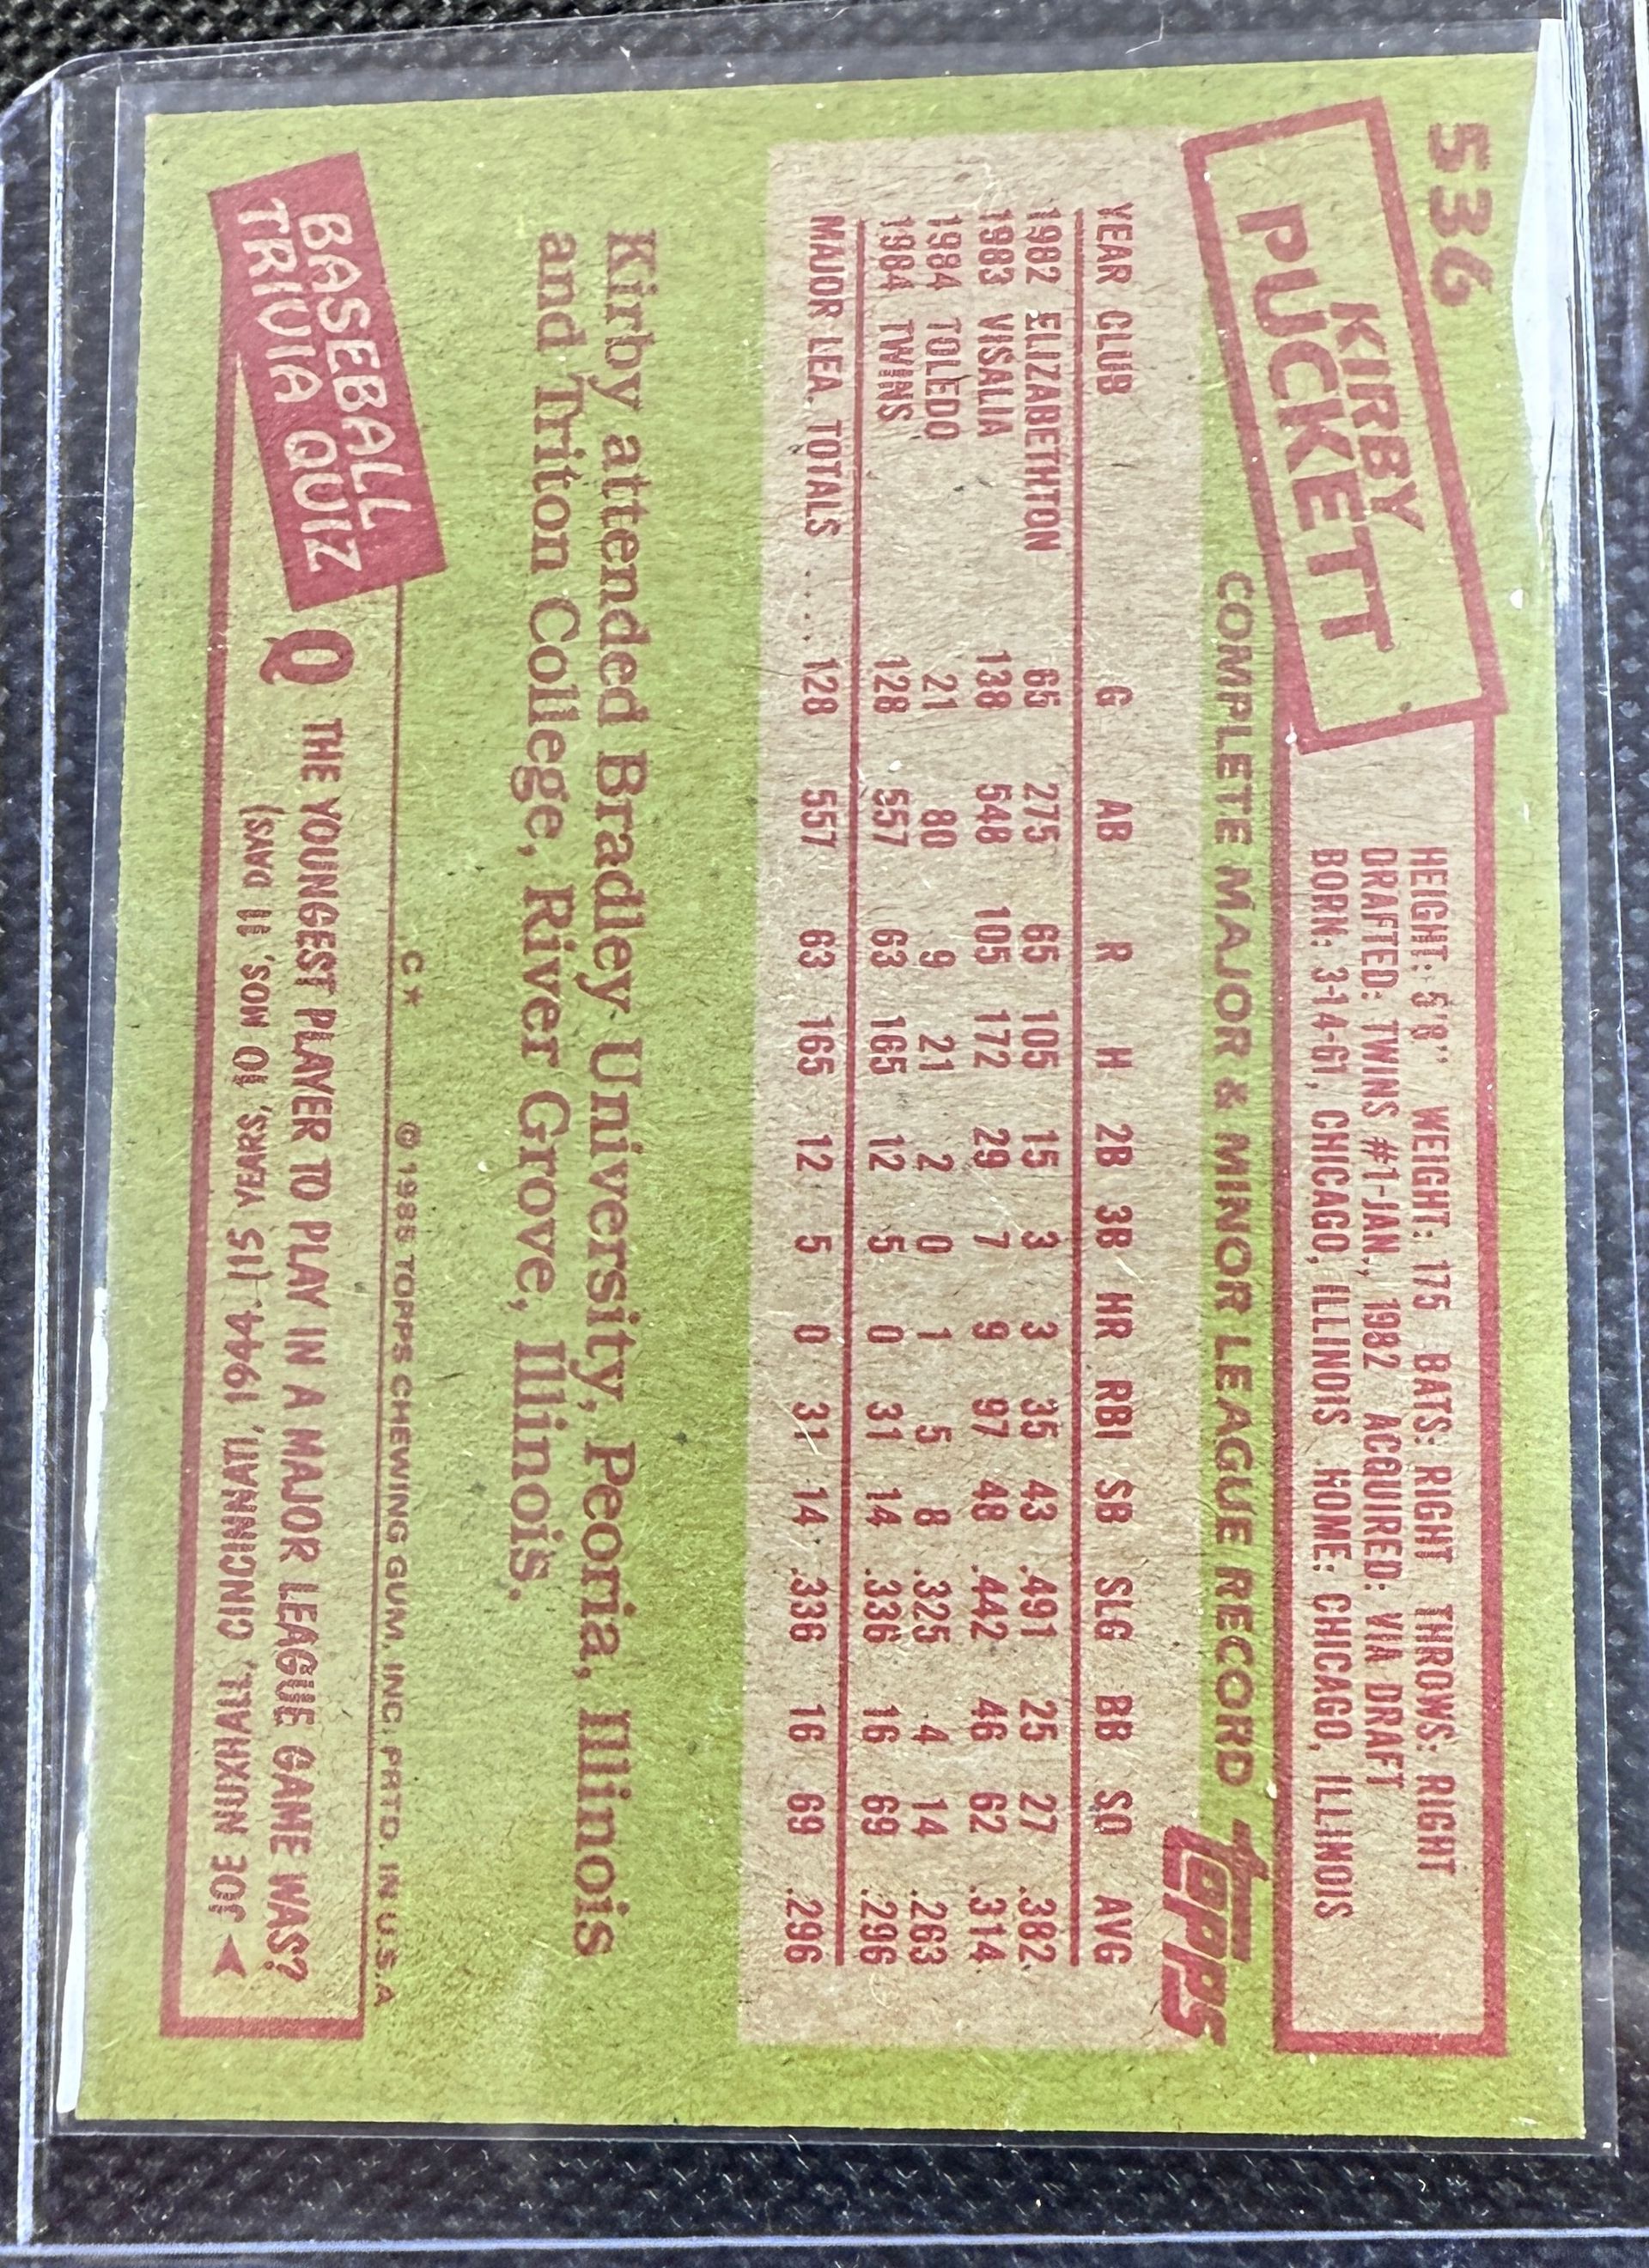 536
KIRBY
PUCKETT
HEIGHT: 5'8" WEIGHT: 175 BATS: RIGHT THROWS: RIGHT
DRAFTED: TWINS #1-JAN., 1982 ACQUIRED: VIA DRAFT
BORN: 3-14-61, CHICAGO, ILLINOIS HOME: CHICAGO, ILLINOIS
COMPLETE MAJOR & MINOR LEAGUE RECORD
Topps
YEAR CLUB G AB R H 2B 3B HR RBI SB SLG BB SO AVG
1982 ELIZABETHTON 65 275 65 105 15 3 3 35 43 .491 25 27 .382
1983 VISALIA 138 548 105 172 29 7 9 97 48 .442 46 62 .314
1984 TOLEDO 21 80 9 21 2 0 1 5 8 .325 4 14 .263
1984 TWINS 128 557 63 165 12 5 0 31 14 .336 16 69 .296
MAJOR LEA. TOTALS ..... 128 557 63 165 12 5 0 31 14 .336 16 69 .296
Kirby attended Bradley University, Peoria, Illinois
and Triton College, River Grove, Illinois.
C* © 1985 TOPPS CHEWING GUM, INC. PRTD. IN U.S.A
BASEBALL
TRIVIA QUIZ
Q THE YOUNGEST PLAYER TO PLAY IN A MAJOR LEAGUE GAME WAS?
JOE NUXHALL, CINCINNATI, 1944. (15 YEARS, 10 MOS, 11 DAYS)